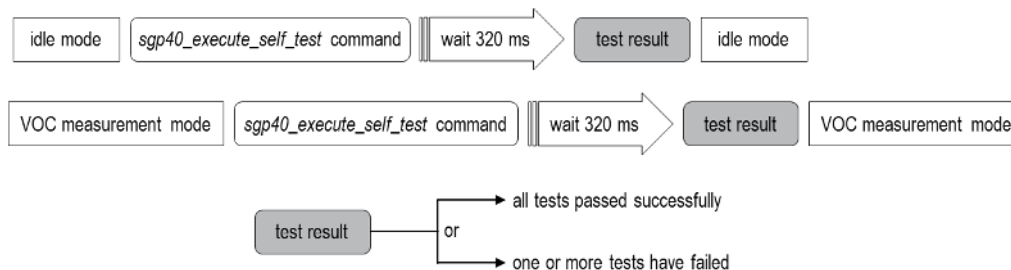 idle mode sgp40_execute_self_test command wait 320 ms test result idle mode
VOC measurement mode sgp40_execute_self_test command wait 320 ms test result VOC measurement mode
all tests passed successfully
test result or
one or more tests have failed